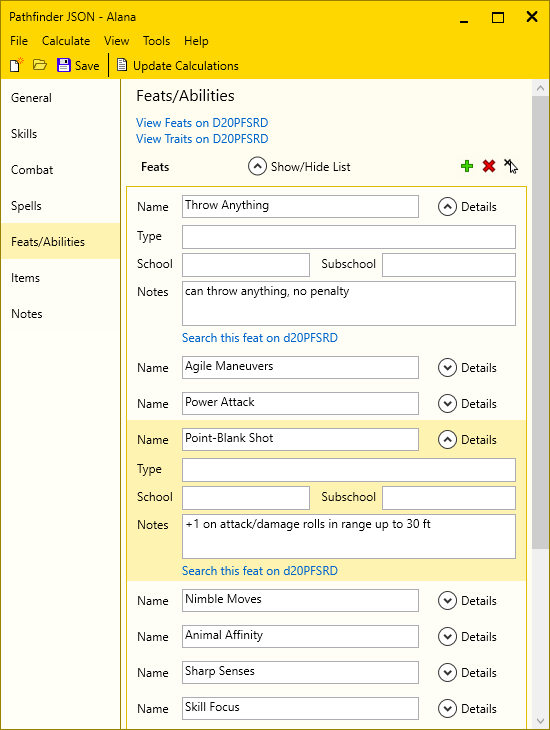 Pathfinder JSON - Alana
File Calculate View Tools Help
Save Update Calculations
General
Skills
Combat
Spells
Feats/Abilities
Items
Notes
Feats/Abilities
View Feats on D20PFSRD
View Traits on D20PFSRD
Feats Show/Hide List
Name Throw Anything Details
Type
School Subschool
Notes can throw anything, no penalty
Search this feat on d20PFSRD
Name Agile Maneuvers Details
Name Power Attack Details
Name Point-Blank Shot Details
Type
School Subschool
Notes +1 on attack/damage rolls in range up to 30 ft
Search this feat on d20PFSRD
Name Nimble Moves Details
Name Animal Affinity Details
Name Sharp Senses Details
Name Skill Focus Details